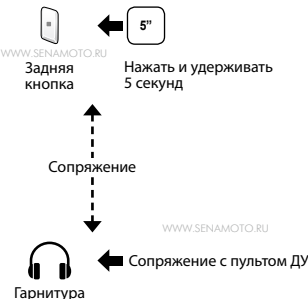 5”
WWW.SENAMOTO.RU
Задняя
кнопка
Нажать и удерживать
5 секунд
Сопряжение
WWW.SENAMOTO.RU
Сопряжение с пультом ДУ
Гарнитура